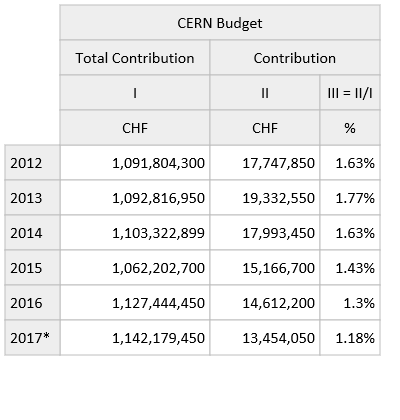 CERN Budget
Total Contribution Contribution
I II III = II/I
CHF CHF %
2012 1,091,804,300 17,747,850 1.63%
2013 1,092,816,950 19,332,550 1.77%
2014 1,103,322,899 17,993,450 1.63%
2015 1,062,202,700 15,166,700 1.43%
2016 1,127,444,450 14,612,200 1.3%
2017* 1,142,179,450 13,454,050 1.18%